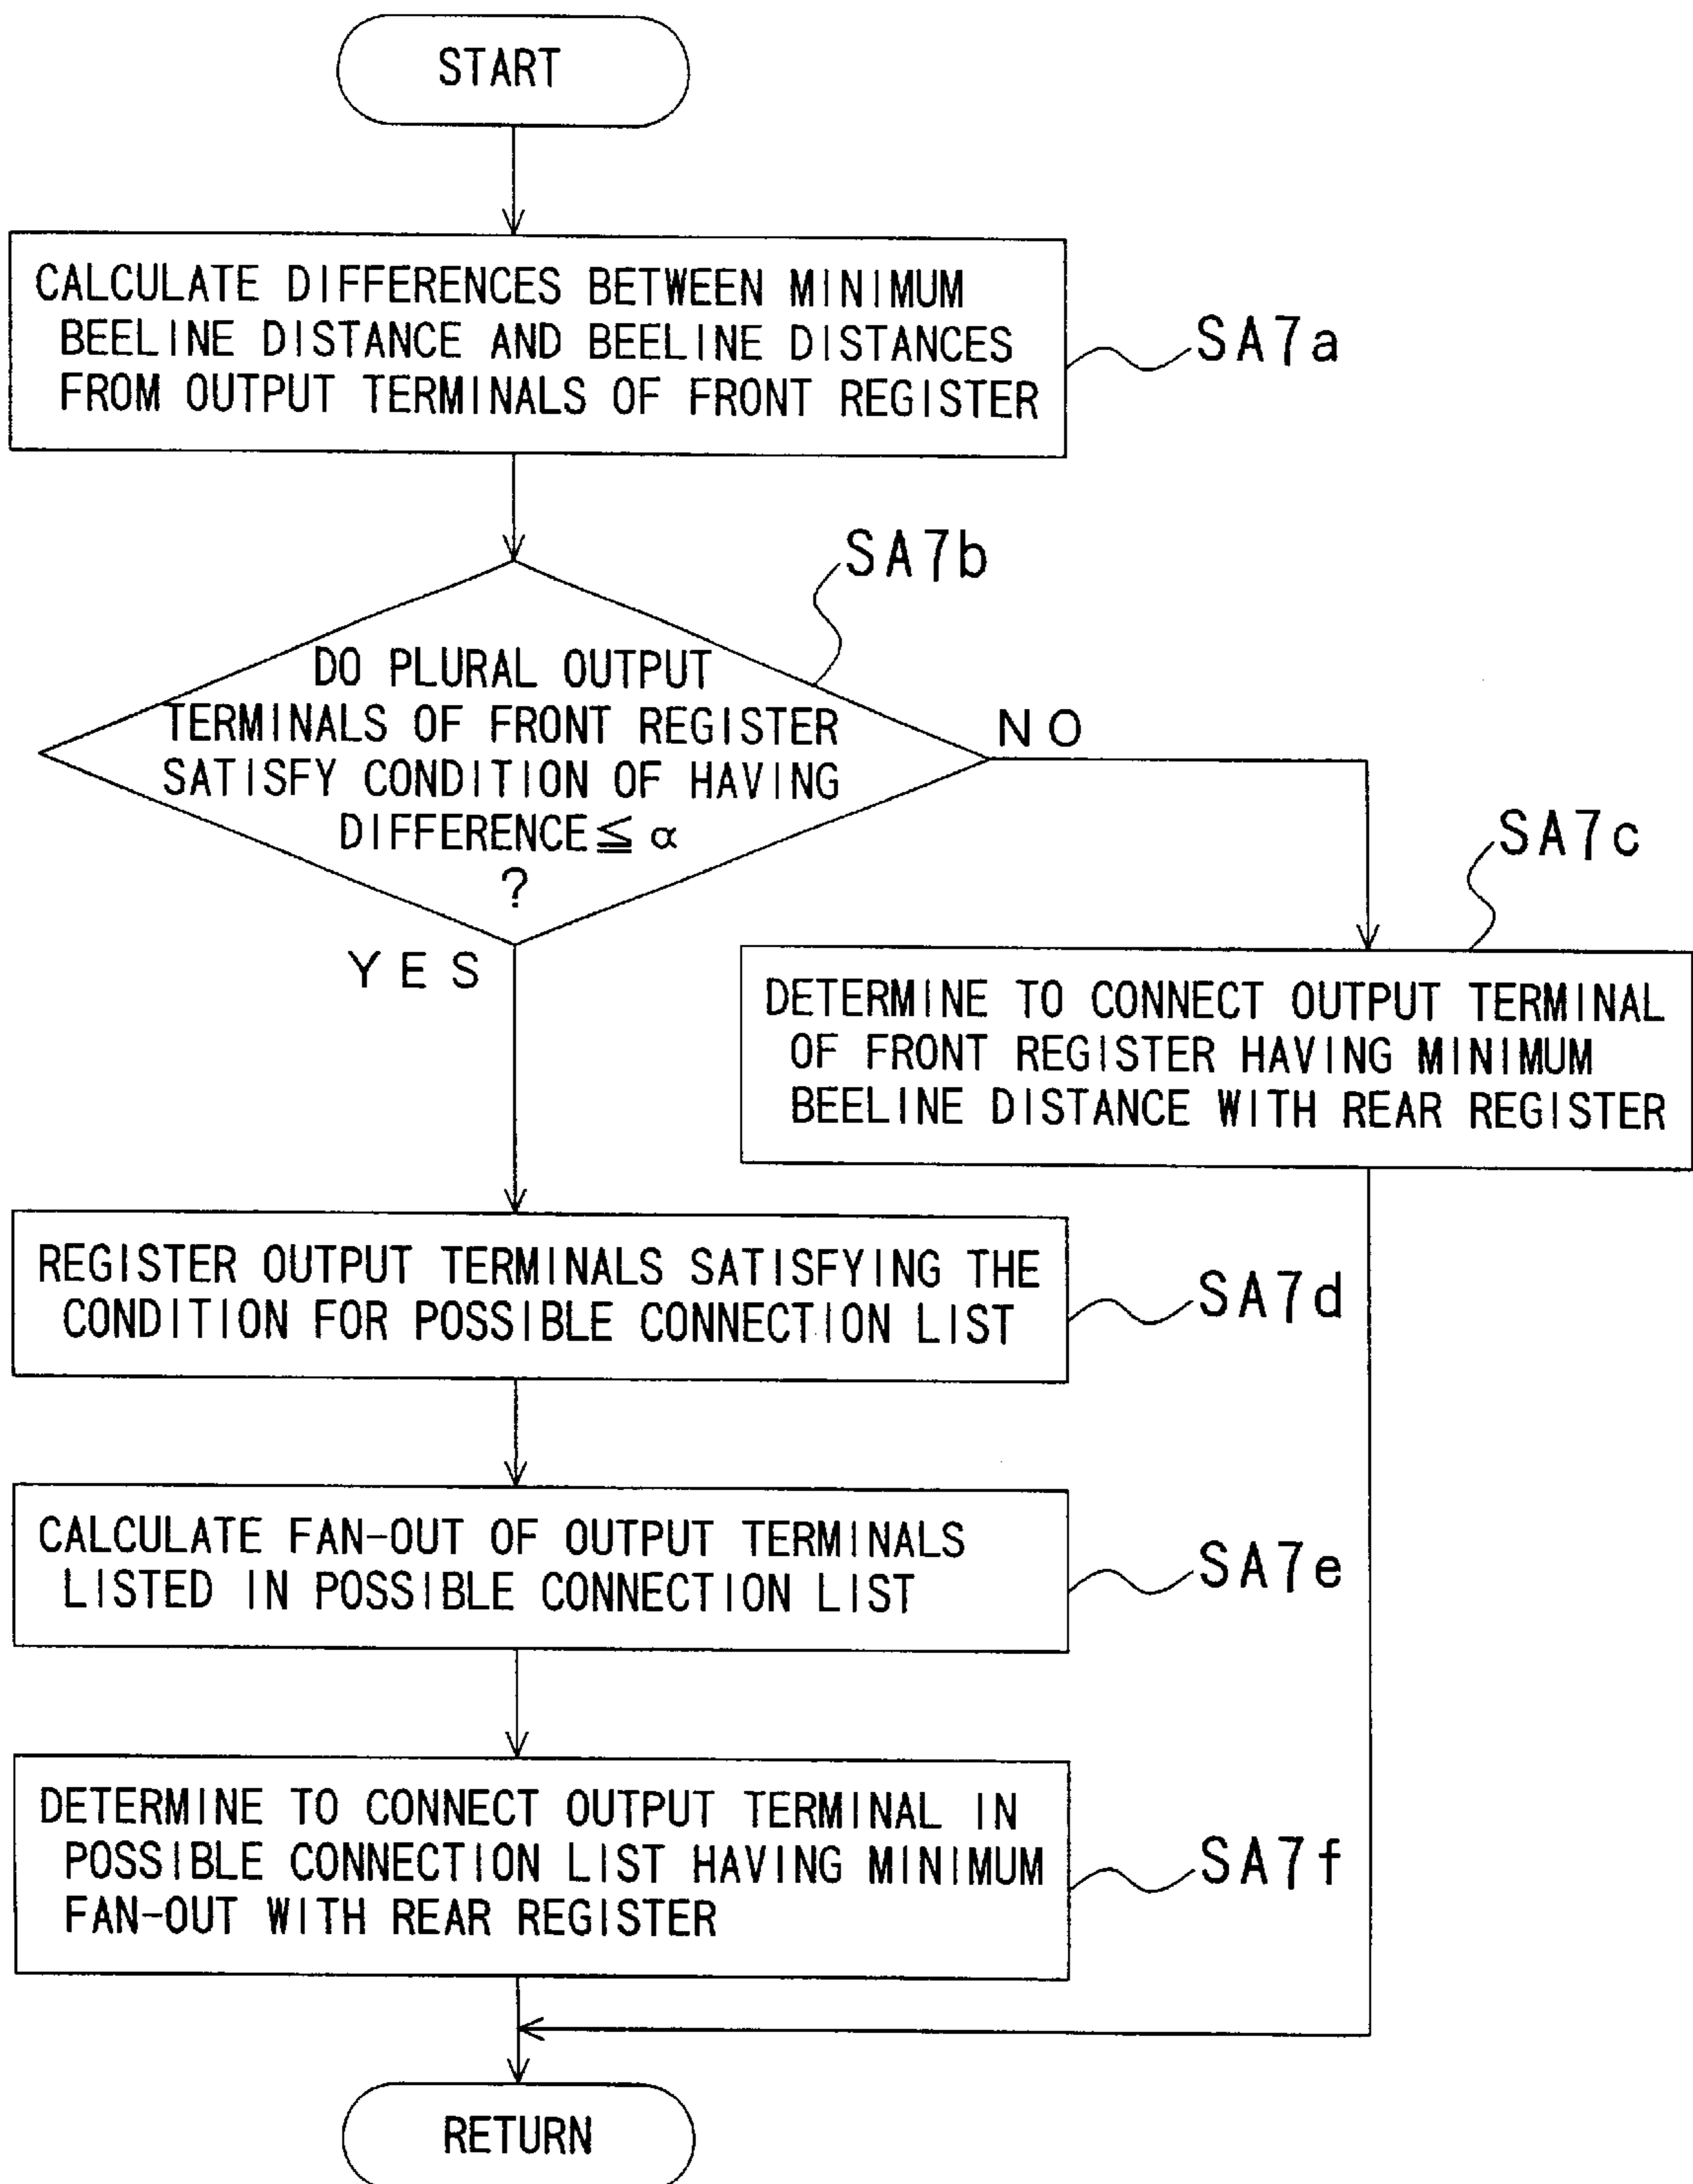 START
CALCULATE DIFFERENCES BETWEEN MINIMUM
BEELINE DISTANCE AND BEELINE DISTANCES
FROM OUTPUT TERMINALS OF FRONT REGISTER
SA7a
SA7b
DO PLURAL OUTPUT
TERMINALS OF FRONT REGISTER
SATISFY CONDITION OF HAVING
DIFFERENCE ≦ α
?
NO
YES
SA7c
DETERMINE TO CONNECT OUTPUT TERMINAL
OF FRONT REGISTER HAVING MINIMUM
BEELINE DISTANCE WITH REAR REGISTER
REGISTER OUTPUT TERMINALS SATISFYING THE
CONDITION FOR POSSIBLE CONNECTION LIST
SA7d
CALCULATE FAN-OUT OF OUTPUT TERMINALS
LISTED IN POSSIBLE CONNECTION LIST
SA7e
DETERMINE TO CONNECT OUTPUT TERMINAL IN
POSSIBLE CONNECTION LIST HAVING MINIMUM
FAN-OUT WITH REAR REGISTER
SA7f
RETURN